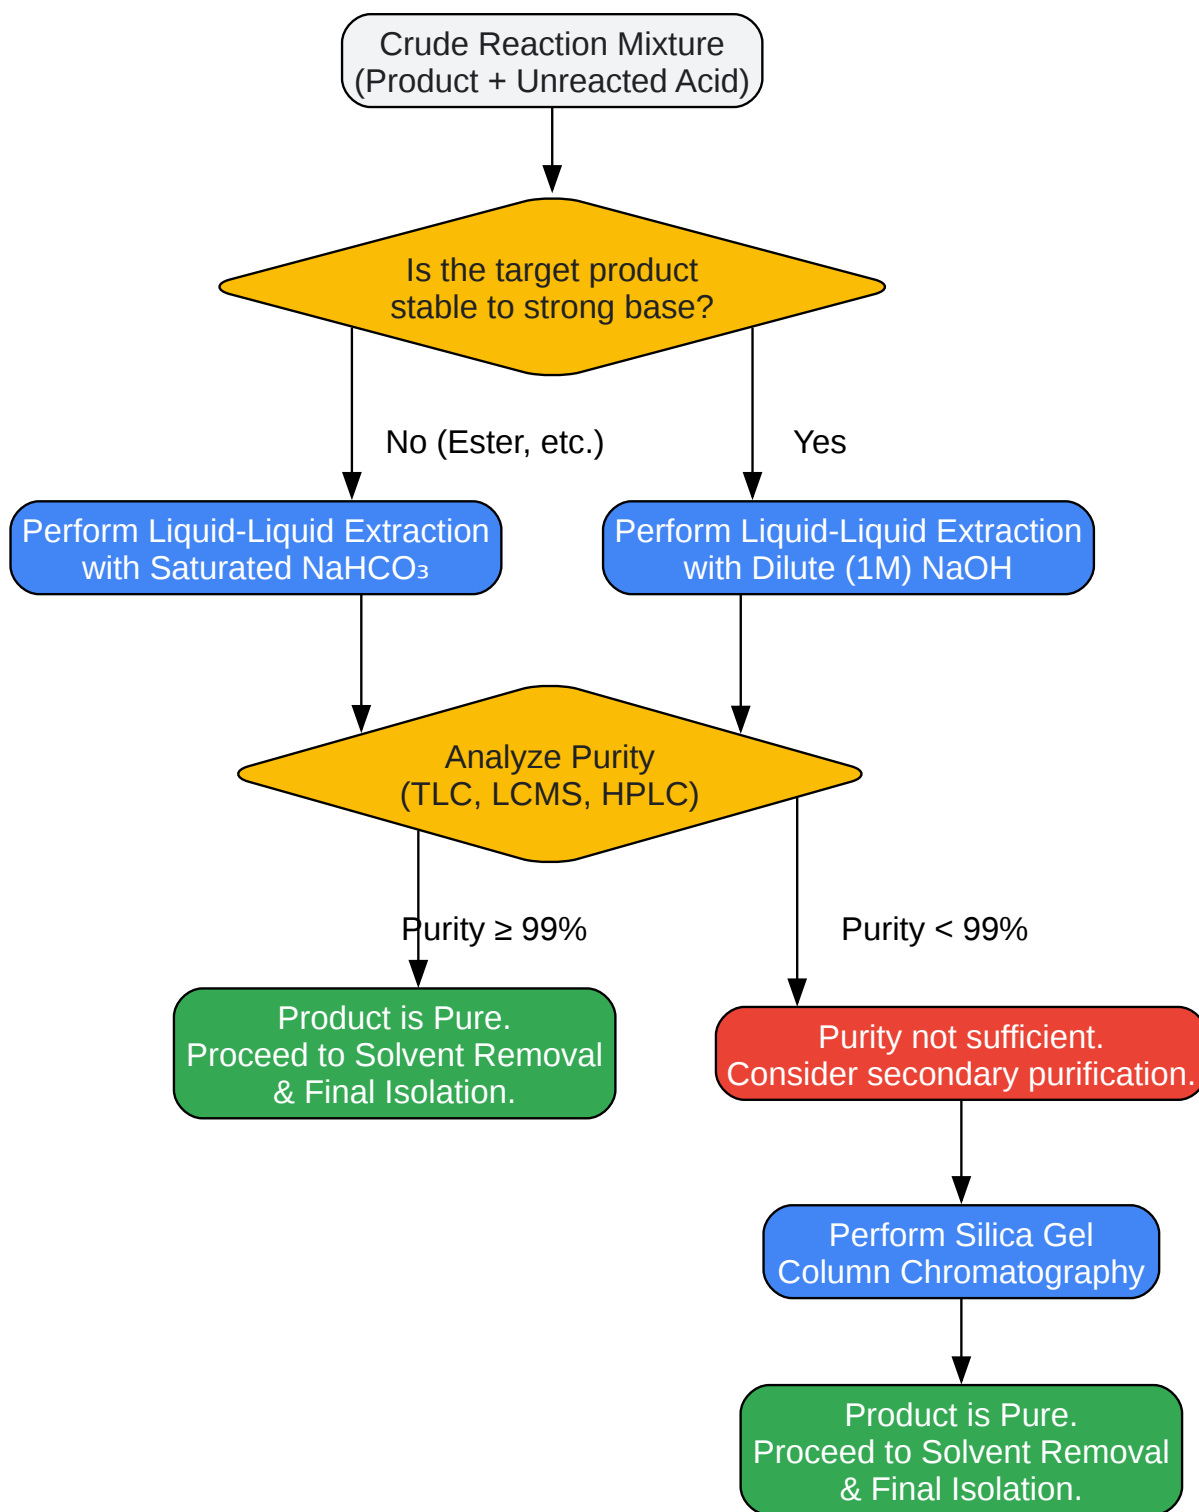 Crude Reaction Mixture
(Product + Unreacted Acid)
Is the target product
stable to strong base?
No (Ester, etc.)
Yes
Perform Liquid-Liquid Extraction
with Saturated NaHCO₃
Perform Liquid-Liquid Extraction
with Dilute (1M) NaOH
Analyze Purity
(TLC, LCMS, HPLC)
Purity ≥ 99%
Purity < 99%
Product is Pure.
Proceed to Solvent Removal
& Final Isolation.
Purity not sufficient.
Consider secondary purification.
Perform Silica Gel
Column Chromatography
Product is Pure.
Proceed to Solvent Removal
& Final Isolation.